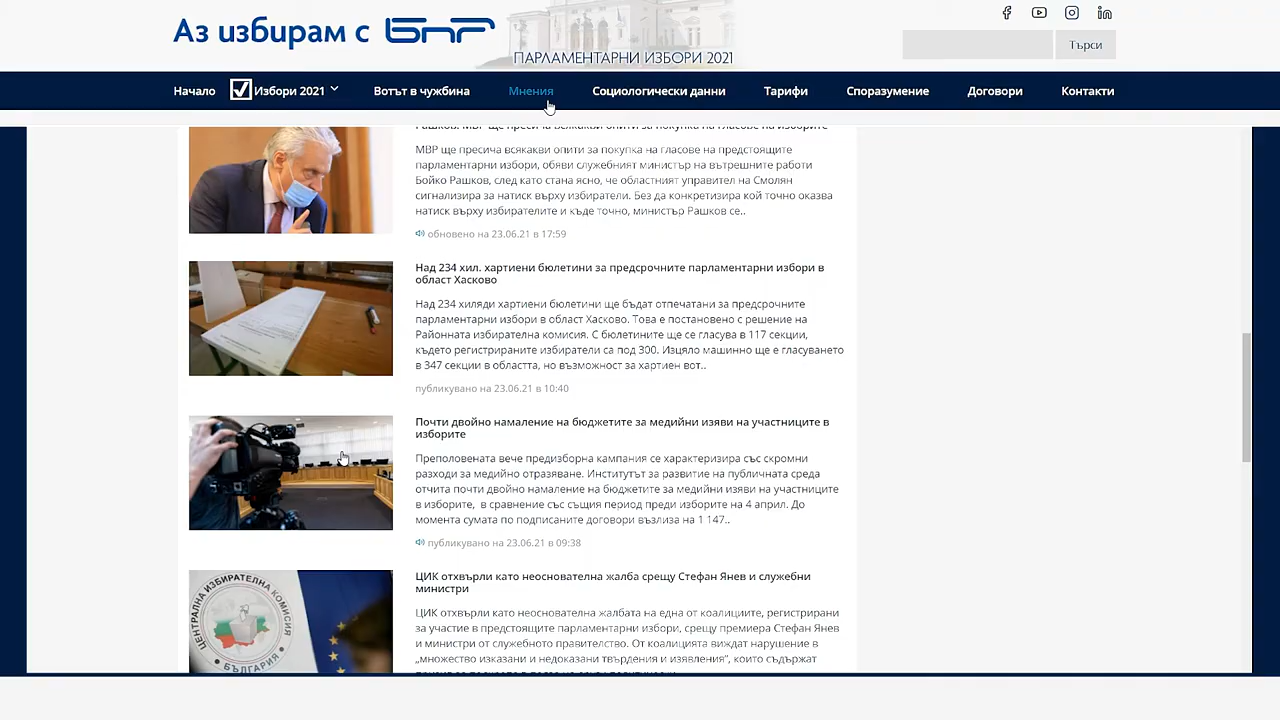 Аз избирам с БНР
ПАРЛАМЕНТАРНИ ИЗБОРИ 2021
Търси
Начало Избори 2021 Вотът в чужбина Мнения Социологически данни Тарифи Споразумение Договори Контакти
Рашков: МВР ще пресича всякакви опити за покупка на гласове на изборите
МВР ще пресича всякакви опити за покупка на гласове на предстоящите
парламентарни избори, обяви служебният министър на вътрешните работи
Бойко Рашков, след като стана ясно, че областният управител на Смолян
сигнализира за натиск върху избиратели. Без да конкретизира кой точно оказва
натиск върху избирателите и къде точно, министър Рашков се..
обновено на 23.06.21 в 17:59
Над 234 хил. хартиени бюлетини за предсрочните парламентарни избори в
област Хасково
Над 234 хиляди хартиени бюлетини ще бъдат отпечатани за предсрочните
парламентарни избори в област Хасково. Това е постановено с решение на
Районната избирателна комисия. С бюлетините ще се гласува в 117 секции,
където регистрираните избиратели са под 300. Изцяло машинно ще е гласуването
в 347 секции в областта, но възможност за хартиен вот..
публикувано на 23.06.21 в 10:40
Почти двойно намаление на бюджетите за медийни изяви на участниците в
изборите
Преполовената вече предизборна кампания се характеризира със скромни
разходи за медийно отразяване. Институтът за развитие на публичната среда
отчита почти двойно намаление на бюджетите за медийни изяви на участниците
в изборите, в сравнение със същия период преди изборите на 4 април. До
момента сумата по подписаните договори възлиза на 1 147..
публикувано на 23.06.21 в 09:38
ЦИК отхвърли като неоснователна жалба срещу Стефан Янев и служебни
министри
ЦИК отхвърли като неоснователна жалбата на една от коалициите, регистрирани
за участие в предстоящите парламентарни избори, срещу премиера Стефан Янев
и министри от служебното правителство. От коалицията виждат нарушение в
„множество изказани и недоказани твърдения и изявления", които съдържат
ЦЕНТРАЛНА ИЗБИРАТЕЛНА КОМИСИЯ
БЪЛГАРИЯ